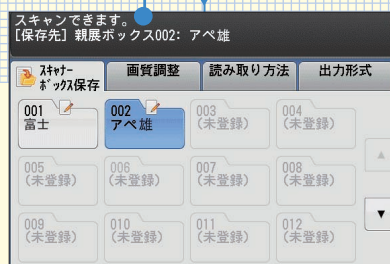 スキャンできます。
[保存先] 親展ボックス002: アペ雄
スキャナー
ボックス保存
画質調整
読み取り方法
出力形式
001
富士
002
アペ雄
003
(未登録)
004
(未登録)
005
(未登録)
006
(未登録)
007
(未登録)
008
(未登録)
009
(未登録)
010
(未登録)
011
(未登録)
012
(未登録)